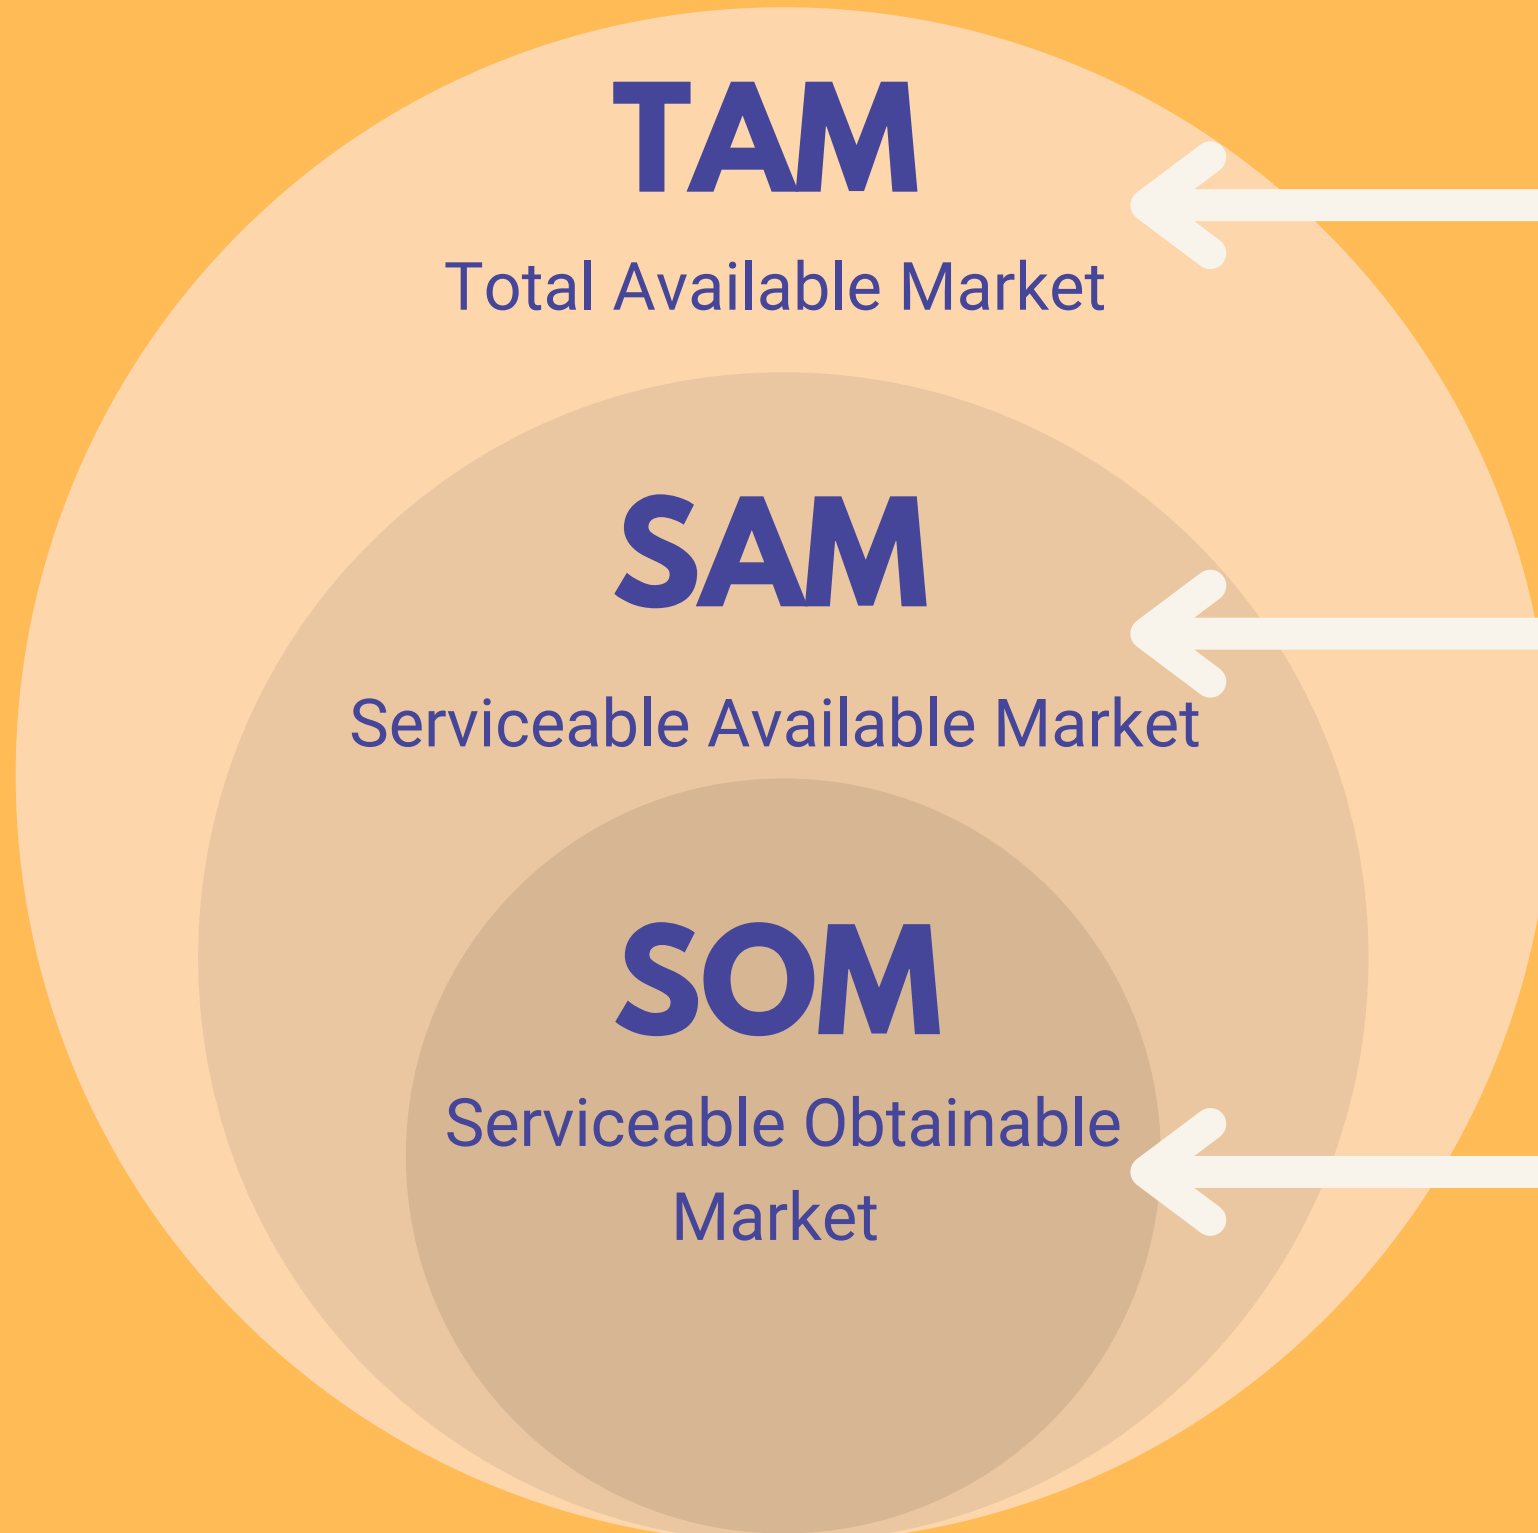 TAM
Total Available Market
SAM
Serviceable Available Market
SOM
Serviceable Obtainable
Market